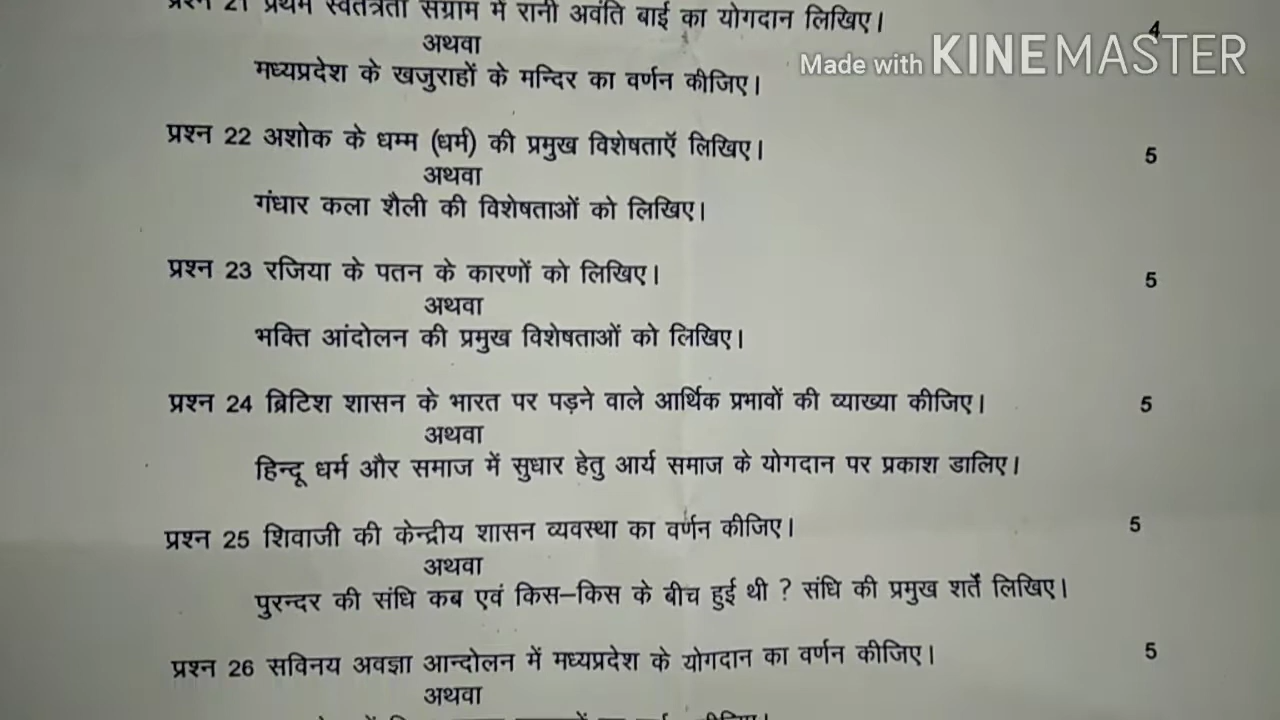 प्रश्न 21 प्रथम स्वतंत्रता संग्राम में रानी अवंति बाई का योगदान लिखिए। 4
अथवा
Made with KINEMASTER
मध्यप्रदेश के खजुराहों के मन्दिर का वर्णन कीजिए।
प्रश्न 22 अशोक के धम्म (धर्म) की प्रमुख विशेषताऍ लिखिए। 5
अथवा
गंधार कला शैली की विशेषताओं को लिखिए।
प्रश्न 23 रजिया के पतन के कारणों को लिखिए। 5
अथवा
भक्ति आंदोलन की प्रमुख विशेषताओं को लिखिए।
प्रश्न 24 ब्रिटिश शासन के भारत पर पड़ने वाले आर्थिक प्रभावों की व्याख्या कीजिए। 5
अथवा
हिन्दू धर्म और समाज में सुधार हेतु आर्य समाज के योगदान पर प्रकाश डालिए।
प्रश्न 25 शिवाजी की केन्द्रीय शासन व्यवस्था का वर्णन कीजिए। 5
अथवा
पुरन्दर की संधि कब एवं किस–किस के बीच हुई थी ? संधि की प्रमुख शर्तें लिखिए।
प्रश्न 26 सविनय अवज्ञा आन्दोलन में मध्यप्रदेश के योगदान का वर्णन कीजिए। 5
अथवा